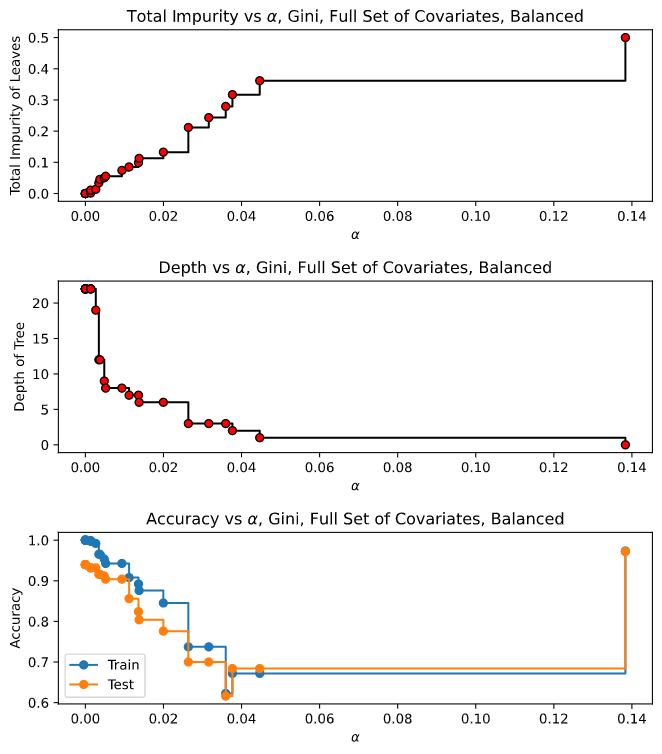 Total Impurity vs α, Gini, Full Set of Covariates, Balanced
Total Impurity of Leaves
0.5
0.4
0.3
0.2
0.1
0.0
0.00 0.02 0.04 0.06 0.08 0.10 0.12 0.14
α
Depth vs α, Gini, Full Set of Covariates, Balanced
Depth of Tree
20
15
10
5
0
0.00 0.02 0.04 0.06 0.08 0.10 0.12 0.14
α
Accuracy vs α, Gini, Full Set of Covariates, Balanced
Accuracy
1.0
0.9
0.8
0.7
0.6
Train
Test
0.00 0.02 0.04 0.06 0.08 0.10 0.12 0.14
α